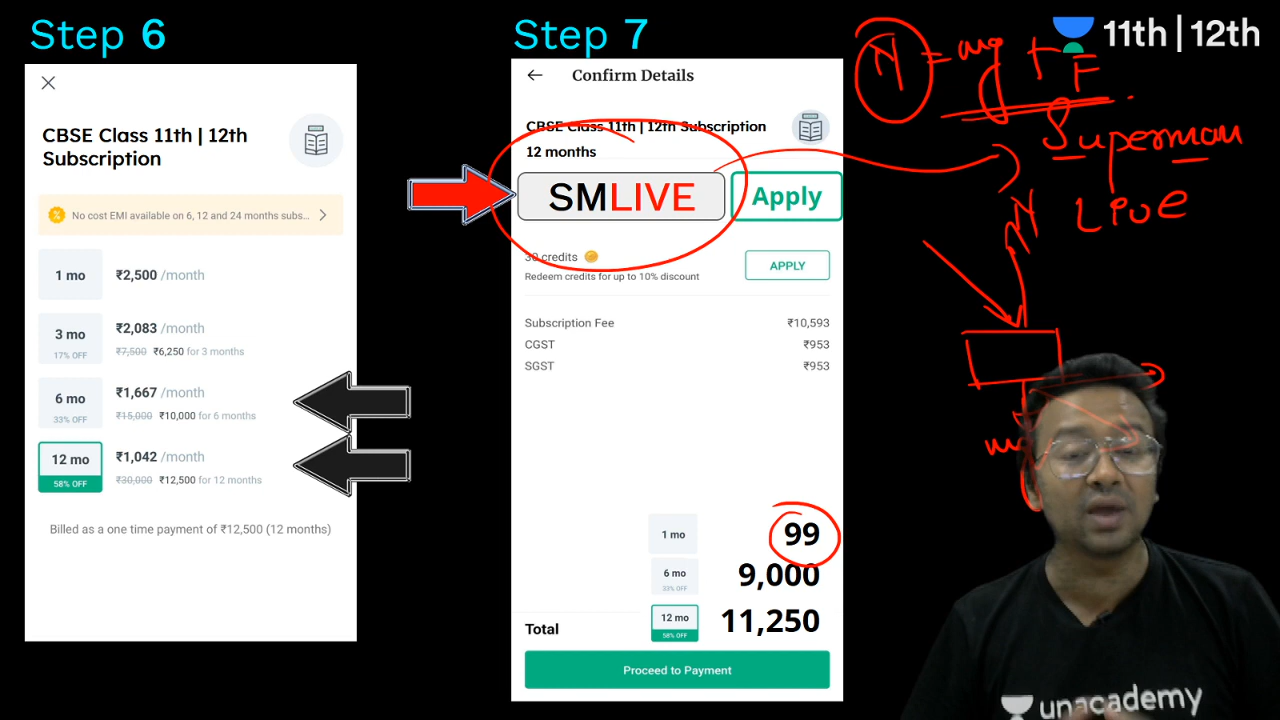 Step 6
CBSE Class 11th | 12th
Subscription
No cost EMI available on 6, 12 and 24 months subs...
1 mo
₹2,500 /month
3 mo
17% OFF
₹2,083 /month
₹7,500 ₹6,250 for 3 months
6 mo
33% OFF
₹1,667 /month
₹15,000 ₹10,000 for 6 months
12 mo
58% OFF
₹1,042 /month
₹30,000 ₹12,500 for 12 months
Billed as a one time payment of ₹12,500 (12 months)
Step 7
Confirm Details
CBSE Class 11th | 12th Subscription
12 months
SMLIVE
Apply
30 credits
Redeem credits for up to 10% discount
APPLY
Subscription Fee ₹10,593
CGST ₹953
SGST ₹953
1 mo
99
6 mo
33% OFF
9,000
12 mo
58% OFF
11,250
Total
Proceed to Payment
11th | 12th
N = mg + F
Superman
Live
N
mg
unacademy